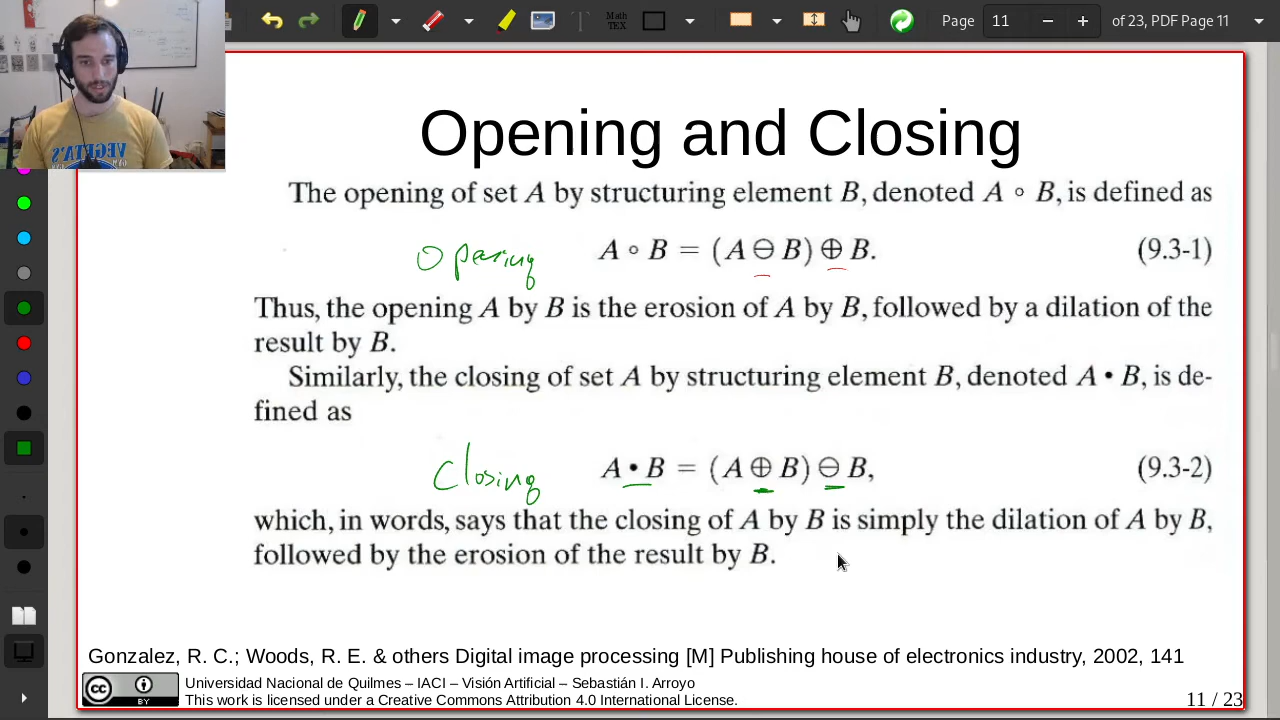 Math
TEX
Page 11 of 23, PDF Page 11
VEGETA'S
Opening and Closing
The opening of set A by structuring element B, denoted A ∘ B, is defined as
Opening A ∘ B = (A ⊖ B) ⊕ B. (9.3-1)
Thus, the opening A by B is the erosion of A by B, followed by a dilation of the
result by B.
Similarly, the closing of set A by structuring element B, denoted A • B, is de-
fined as
Closing A • B = (A ⊕ B) ⊖ B, (9.3-2)
which, in words, says that the closing of A by B is simply the dilation of A by B,
followed by the erosion of the result by B.
Gonzalez, R. C.; Woods, R. E. & others Digital image processing [M] Publishing house of electronics industry, 2002, 141
cc BY
Universidad Nacional de Quilmes – IACI – Visión Artificial – Sebastián I. Arroyo
This work is licensed under a Creative Commons Attribution 4.0 International License.
11 / 23